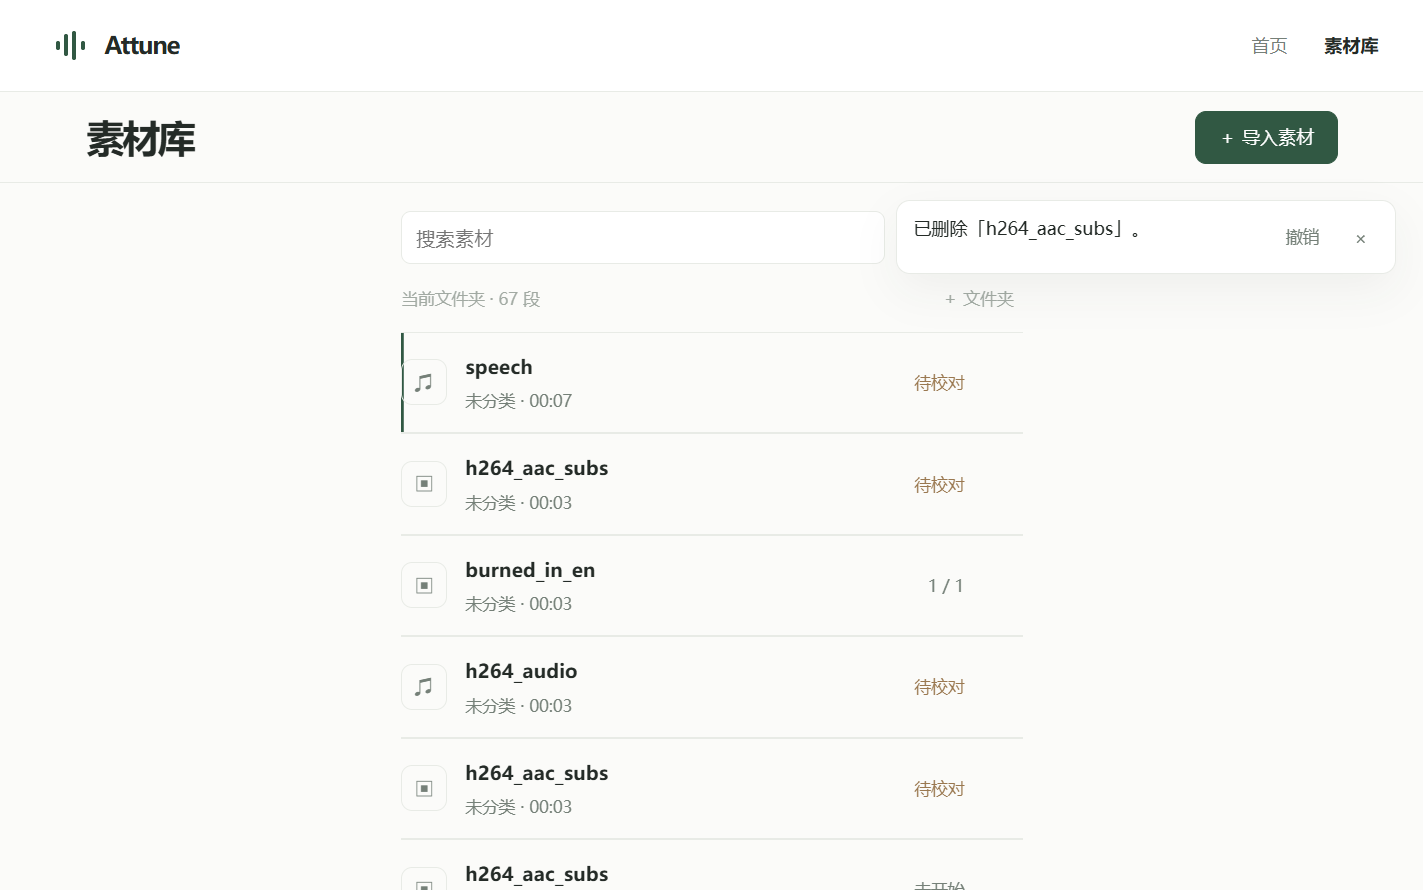 Attune
首页
素材库
素材库
+ 导入素材
搜索素材
已删除「h264_aac_subs」。
撤销
×
当前文件夹 · 67 段
+ 文件夹
speech
未分类 · 00:07
待校对
h264_aac_subs
未分类 · 00:03
待校对
burned_in_en
未分类 · 00:03
1 / 1
h264_audio
未分类 · 00:03
待校对
h264_aac_subs
未分类 · 00:03
待校对
h264_aac_subs
未开始